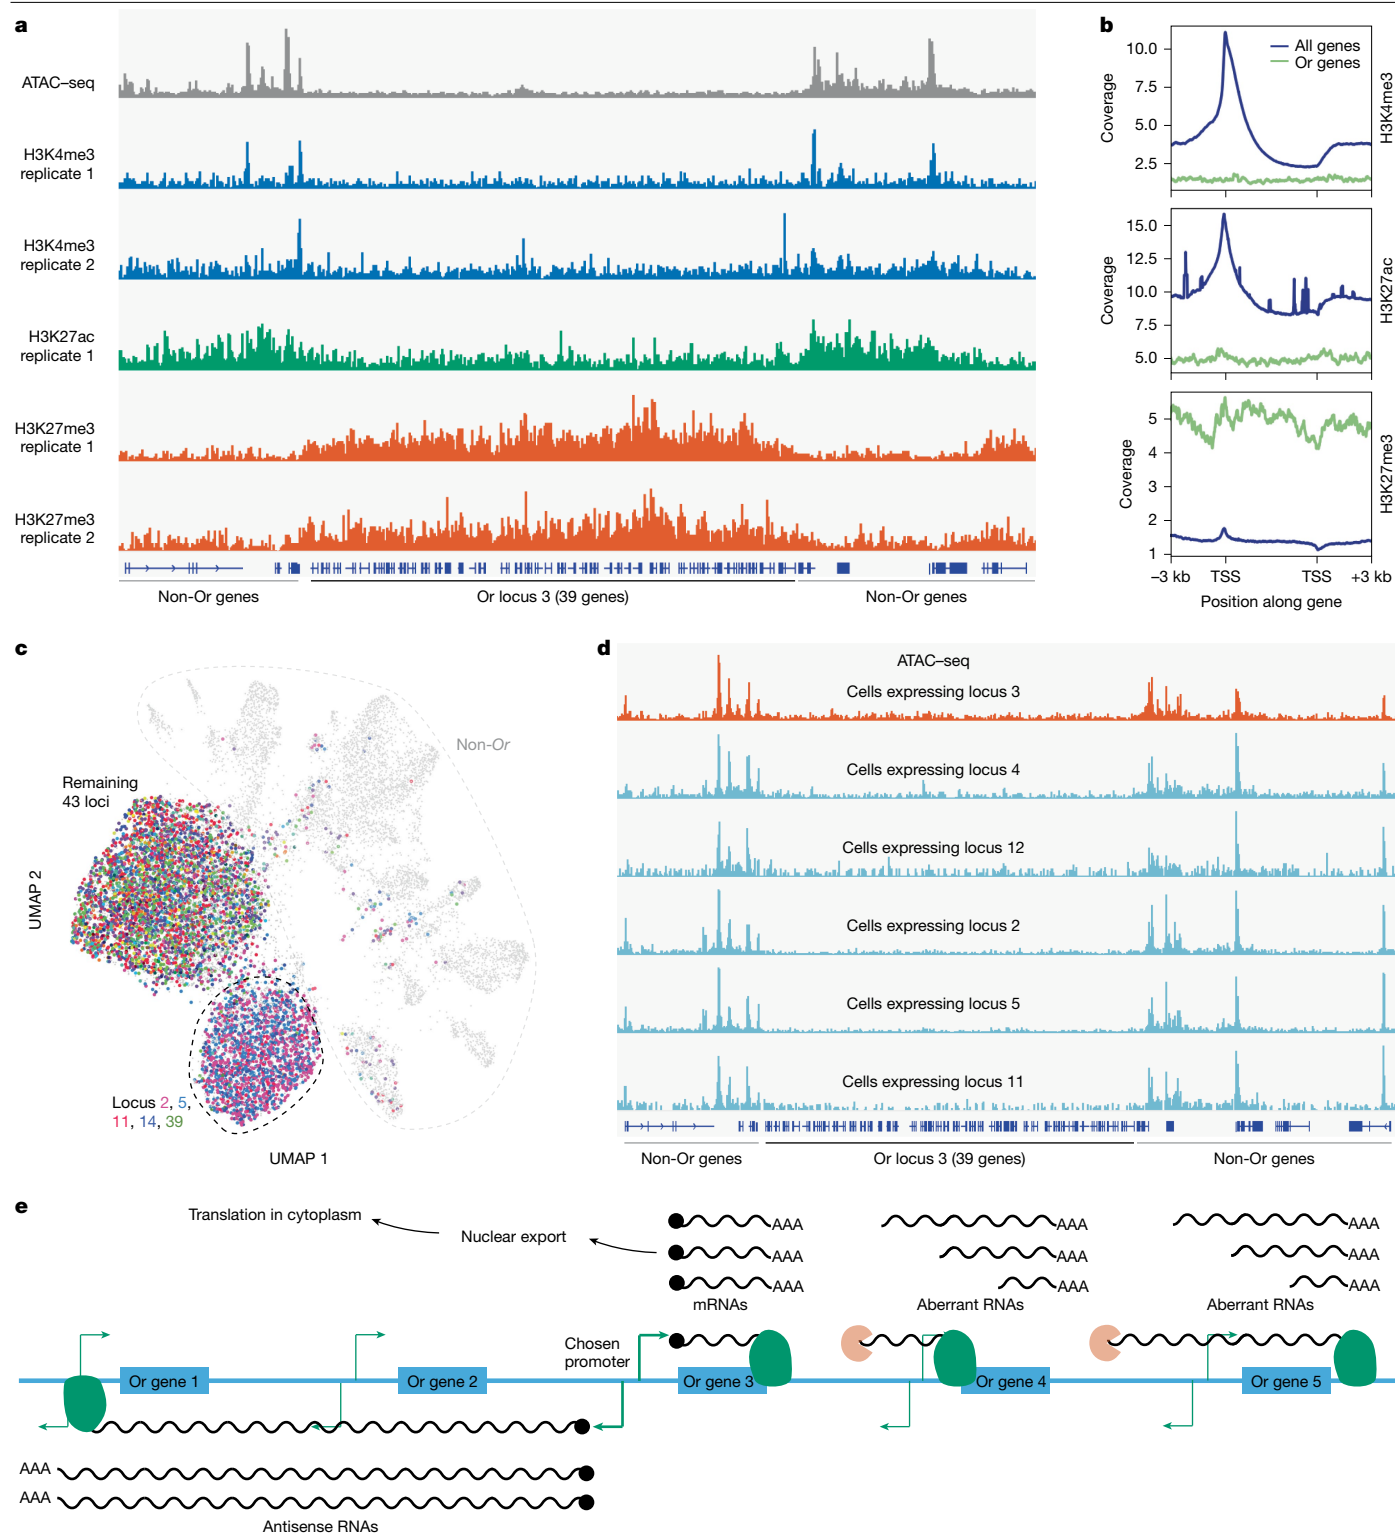 a
ATAC–seq
H3K4me3
replicate 1
H3K4me3
replicate 2
H3K27ac
replicate 1
H3K27me3
replicate 1
H3K27me3
replicate 2
Non-Or genes
Or locus 3 (39 genes)
Non-Or genes
b
All genes
Or genes
10.0
7.5
5.0
2.5
Coverage
H3K4me3
15.0
12.5
10.0
7.5
5.0
Coverage
H3K27ac
5
4
3
2
1
Coverage
H3K27me3
–3 kb
TSS
TSS
+3 kb
Position along gene
c
Non-Or
Remaining
43 loci
UMAP 2
Locus 2, 5,
11, 14, 39
UMAP 1
d
ATAC–seq
Cells expressing locus 3
Cells expressing locus 4
Cells expressing locus 12
Cells expressing locus 2
Cells expressing locus 5
Cells expressing locus 11
Non-Or genes
Or locus 3 (39 genes)
Non-Or genes
e
Translation in cytoplasm
Nuclear export
AAA
AAA
AAA
mRNAs
AAA
AAA
AAA
Aberrant RNAs
AAA
AAA
AAA
Aberrant RNAs
Chosen
promoter
Or gene 1
Or gene 2
Or gene 3
Or gene 4
Or gene 5
AAA
AAA
Antisense RNAs